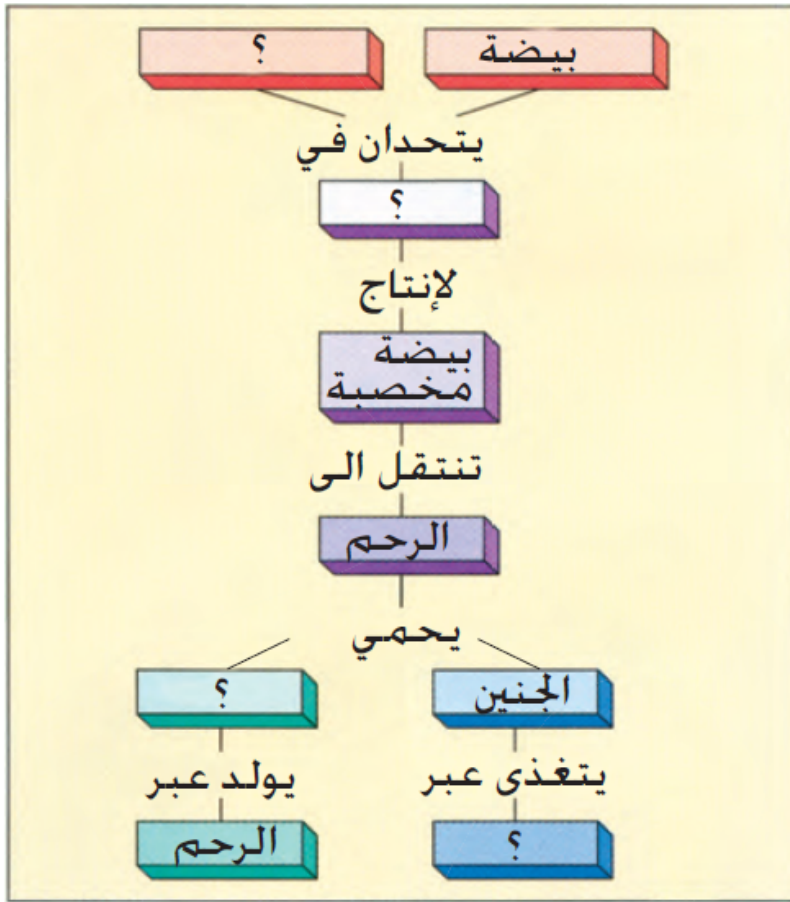 بيضة
؟
يتحدان في
؟
لإنتاج
بيضة
مخصبة
تنتقل الى
الرحم
يحمي
الجنين
؟
يتغذى عبر
يولد عبر
؟
الرحم